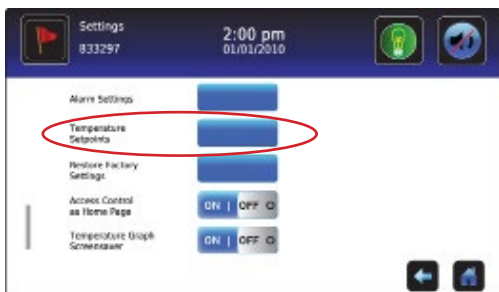 Settings
833297
2:00 pm
01/01/2010
Alarm Settings
Temperature
Setpoints
Restore Factory
Settings
Access Control
as Home Page
ON | OFF O
Temperature Graph
Screensaver
ON | OFF O